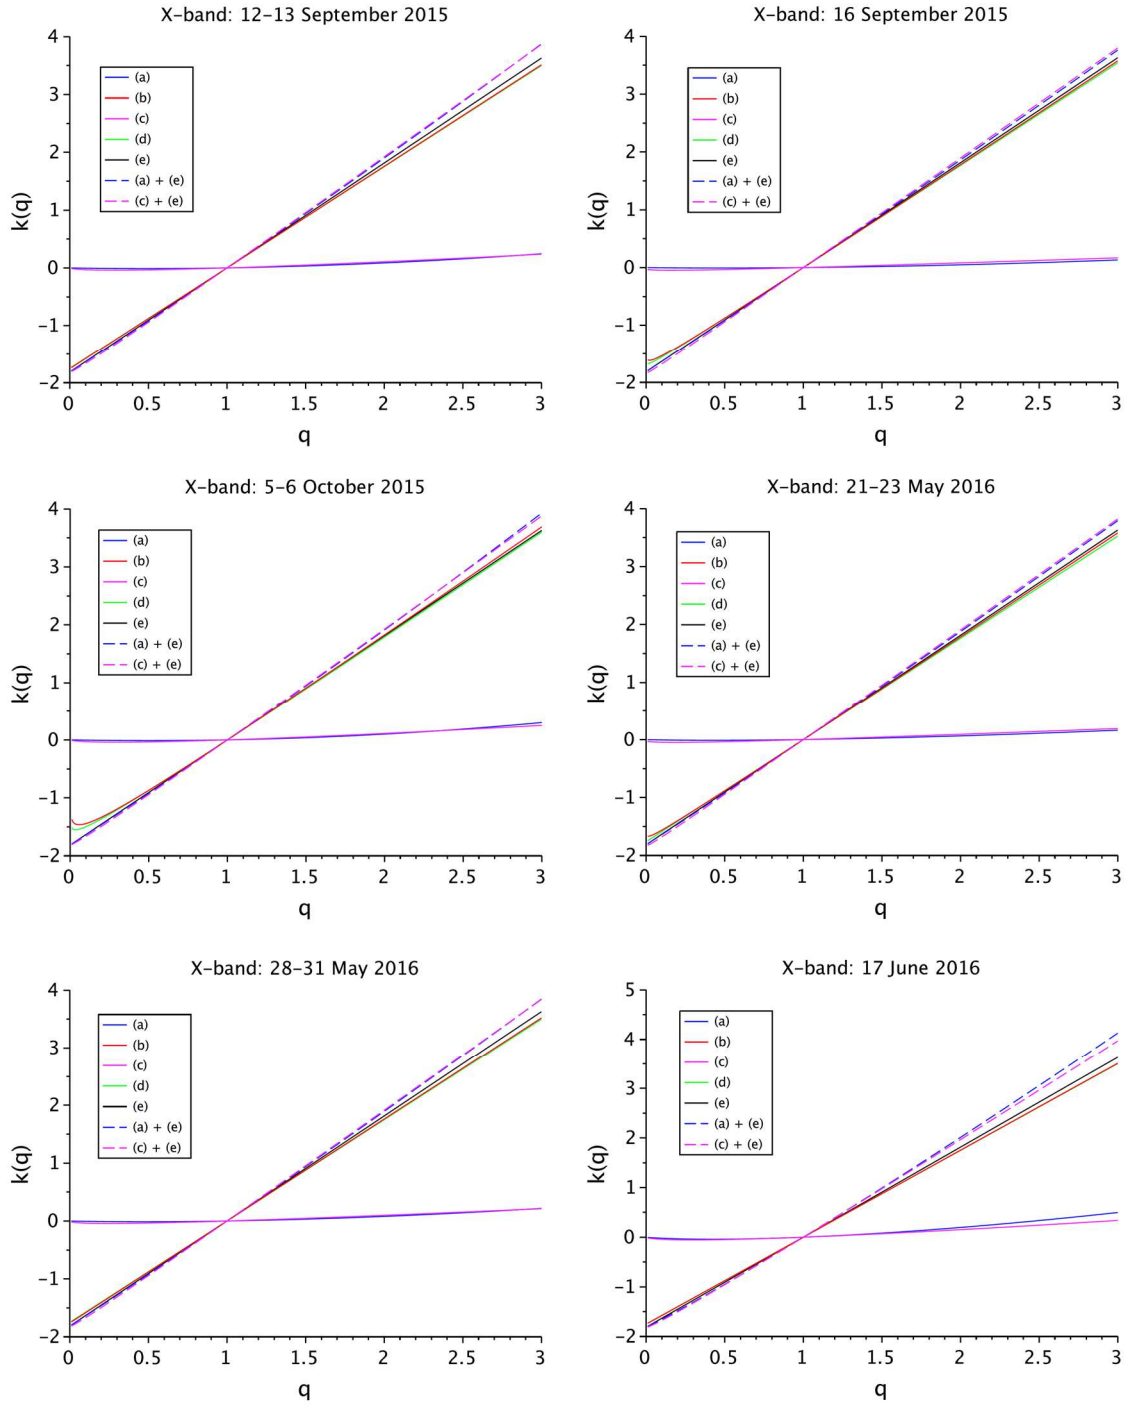 X-band: 12–13 September 2015
4
3
2
1
0
−1
−2
k(q)
(a)
(b)
(c)
(d)
(e)
(a) + (e)
(c) + (e)
0 0.5 1 1.5 2 2.5 3
q
X-band: 16 September 2015
4
3
2
1
0
−1
−2
k(q)
(a)
(b)
(c)
(d)
(e)
(a) + (e)
(c) + (e)
0 0.5 1 1.5 2 2.5 3
q
X-band: 5–6 October 2015
4
3
2
1
0
−1
−2
k(q)
(a)
(b)
(c)
(d)
(e)
(a) + (e)
(c) + (e)
0 0.5 1 1.5 2 2.5 3
q
X-band: 21–23 May 2016
4
3
2
1
0
−1
−2
k(q)
(a)
(b)
(c)
(d)
(e)
(a) + (e)
(c) + (e)
0 0.5 1 1.5 2 2.5 3
q
X-band: 28–31 May 2016
4
3
2
1
0
−1
−2
k(q)
(a)
(b)
(c)
(d)
(e)
(a) + (e)
(c) + (e)
0 0.5 1 1.5 2 2.5 3
q
X-band: 17 June 2016
5
4
3
2
1
0
−1
−2
k(q)
(a)
(b)
(c)
(d)
(e)
(a) + (e)
(c) + (e)
0 0.5 1 1.5 2 2.5 3
q